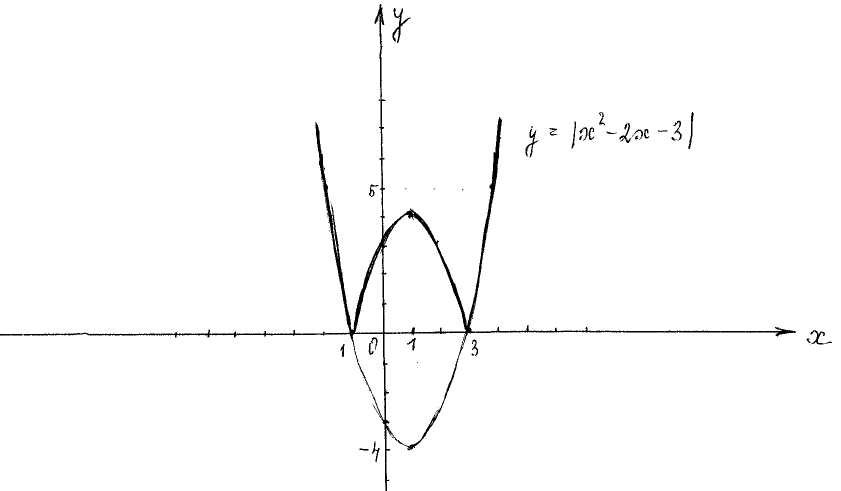 y
y = |x²-2x-3|
5
1 0 1 3
x
-4